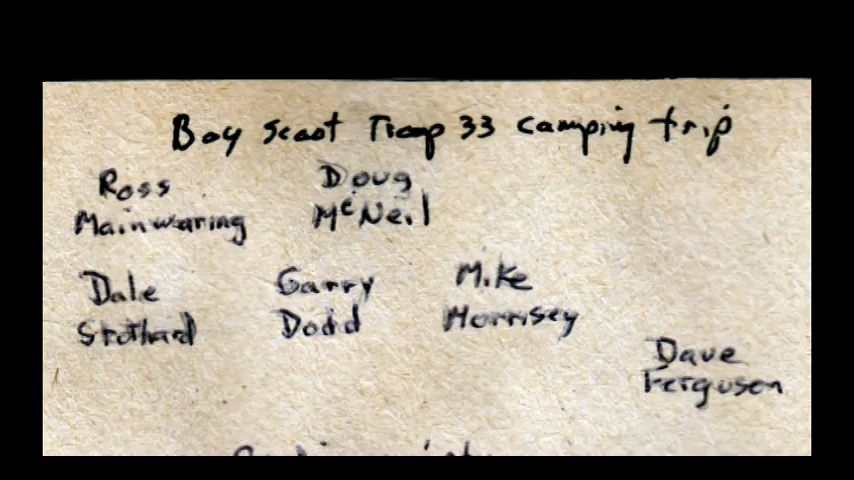 Boy Scout Troop 33 camping trip
Ross Doug
Mainwaring McNeil
Dale Garry Mike
Stothard Dodd Morrisey
Dave
Ferguson